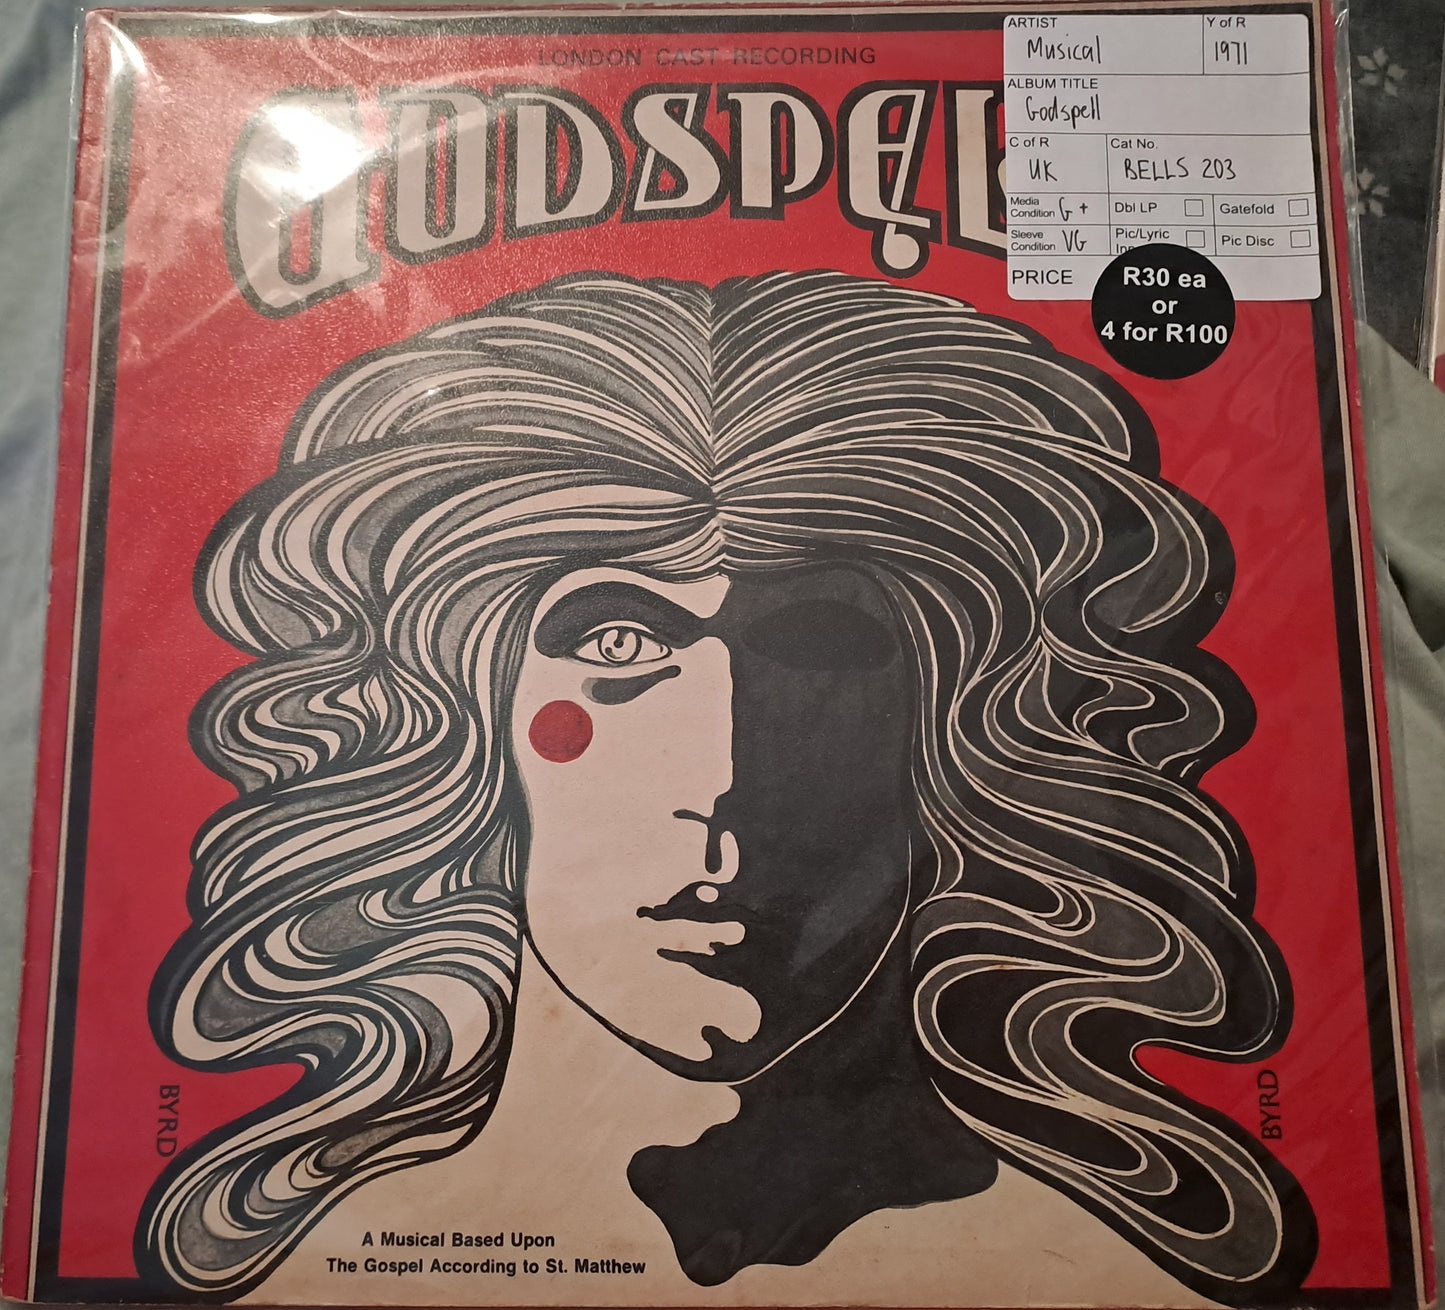 LONDON CAST RECORDING
GODSPEL
ARTIST
Musical
Y of R
1971
ALBUM TITLE
Godspell
C of R
UK
Cat No.
BELLS 203
Media
Condition G+
Dbl LP
Gatefold
Sleeve
Condition VG
Pic/Lyric
Pic Disc
PRICE
R30 ea
or
4 for R100
BYRD
BYRD
A Musical Based Upon
The Gospel According to St. Matthew